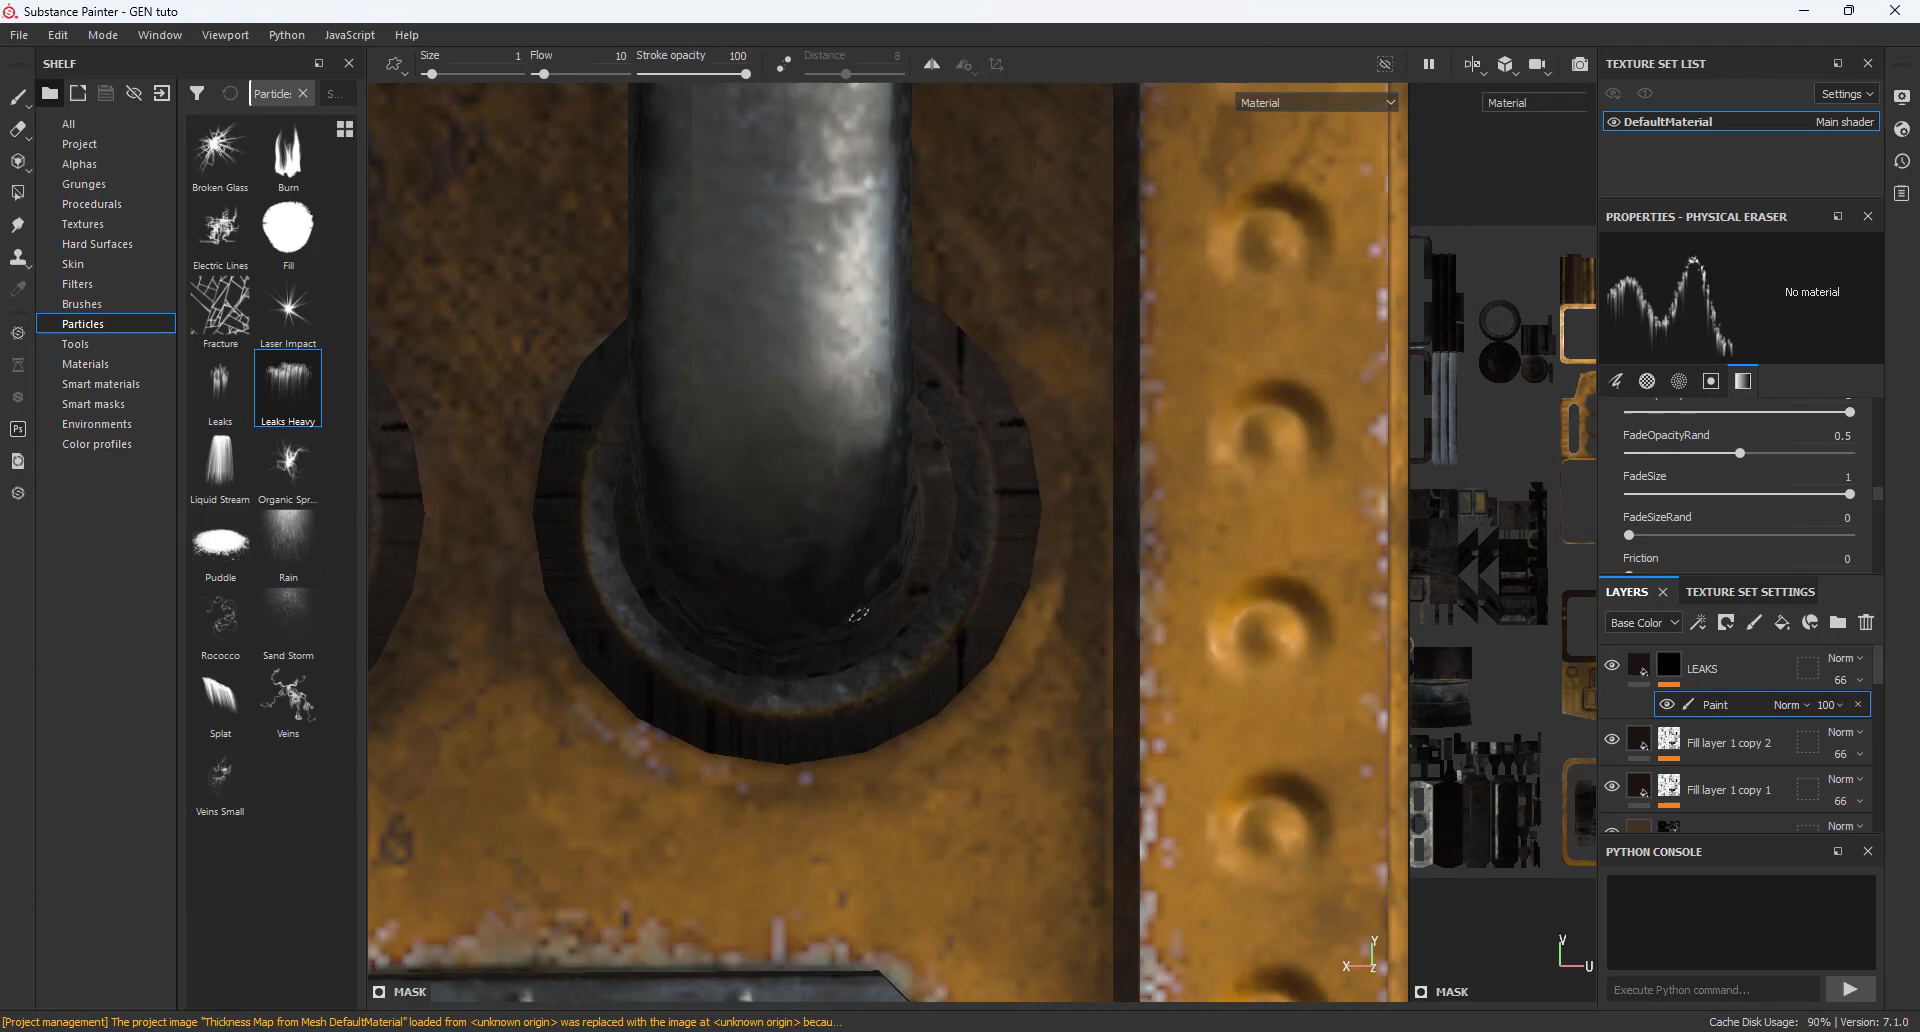 Substance Painter - GEN tuto
File Edit Mode Window Viewport Python JavaScript Help
SHELF
Particles
S...
All
Project
Alphas
Grunges
Procedurals
Textures
Hard Surfaces
Skin
Filters
Brushes
Particles
Tools
Materials
Smart materials
Smart masks
Environments
Color profiles
Broken Glass
Burn
Electric Lines
Fill
Fracture
Laser Impact
Leaks
Leaks Heavy
Liquid Stream
Organic Spr...
Puddle
Rain
Rococco
Sand Storm
Splat
Veins
Veins Small
Size 1 Flow 10 Stroke opacity 100 Distance 8
Material
Material
Y
X
Z
V
U
MASK
MASK
TEXTURE SET LIST
Settings
DefaultMaterial Main shader
PROPERTIES - PHYSICAL ERASER
No material
FadeOpacityRand 0.5
FadeSize 1
FadeSizeRand 0
Friction 0
LAYERS
TEXTURE SET SETTINGS
Base Color
LEAKS Norm 66
Paint Norm 100
Fill layer 1 copy 2 Norm 66
Fill layer 1 copy 1 Norm 66
Norm
PYTHON CONSOLE
Execute Python command...
Ps
[Project management] The project image "Thickness Map from Mesh DefaultMaterial" loaded from <unknown origin> was replaced with the image at <unknown origin> becau...
Cache Disk Usage: 90% | Version: 7.1.0